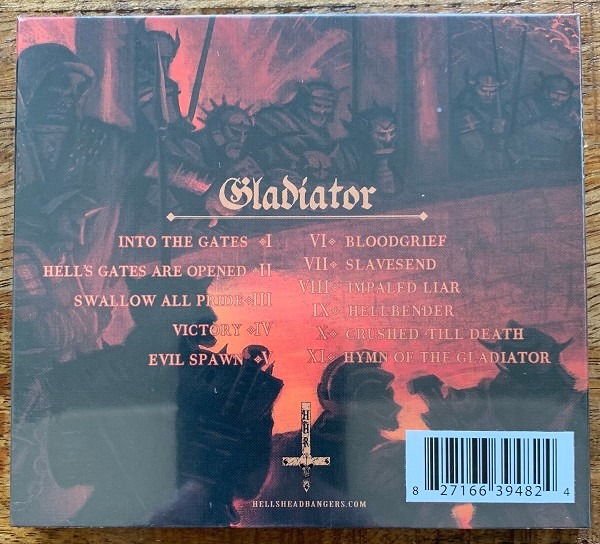 Gladiator
INTO THE GATES I
HELL'S GATES ARE OPENED II
SWALLOW ALL PRIDE III
VICTORY IV
EVIL SPAWN V
VI BLOODGRIEF
VII SLAVESEND
VIII IMPALED LIAR
IX HELLBENDER
X CRUSHED 'TILL DEATH
XI HYMN OF THE GLADIATOR
HELLSHEADBANGERS.COM
8 27166 39482 4